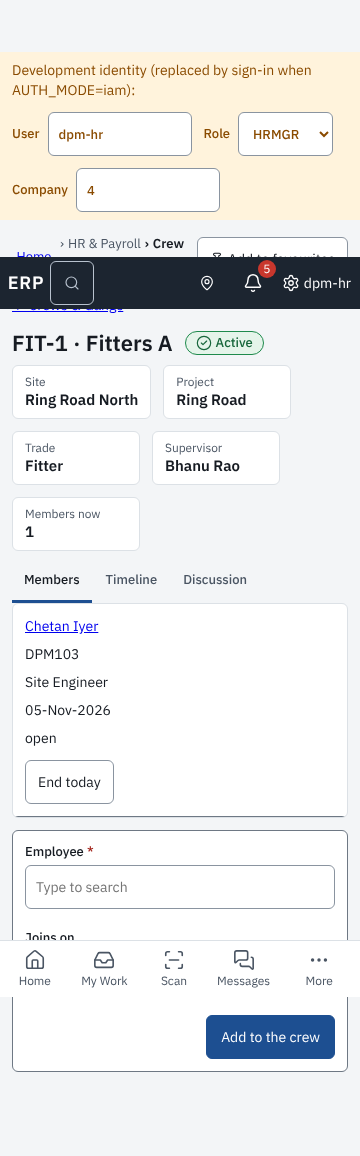 Development identity (replaced by sign-in when
AUTH_MODE=iam):
User dpm-hr Role HRMGR
Company 4
Home › HR & Payroll › Crew
ERP 5 dpm-hr
FIT-1 · Fitters A Active
Site
Ring Road North
Project
Ring Road
Trade
Fitter
Supervisor
Bhanu Rao
Members now
1
Members Timeline Discussion
Chetan Iyer
DPM103
Site Engineer
05-Nov-2026
open
End today
Employee *
Type to search
Joins on
Home My Work Scan Messages More
Add to the crew